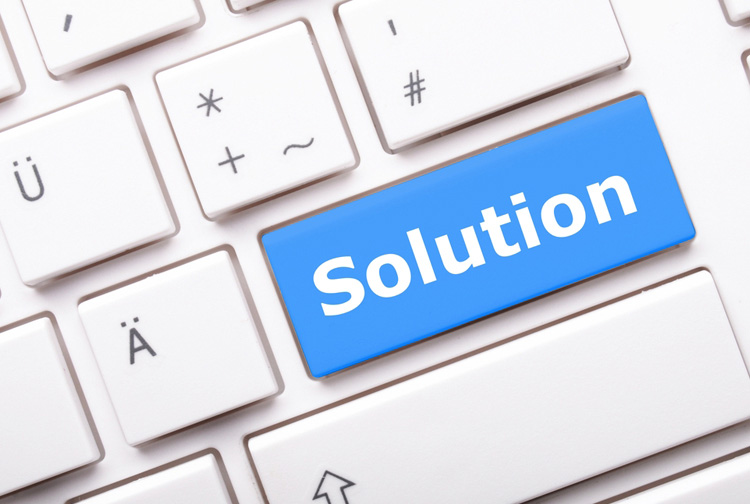 '
#
*
+ ~
Ü
Solution
Ä